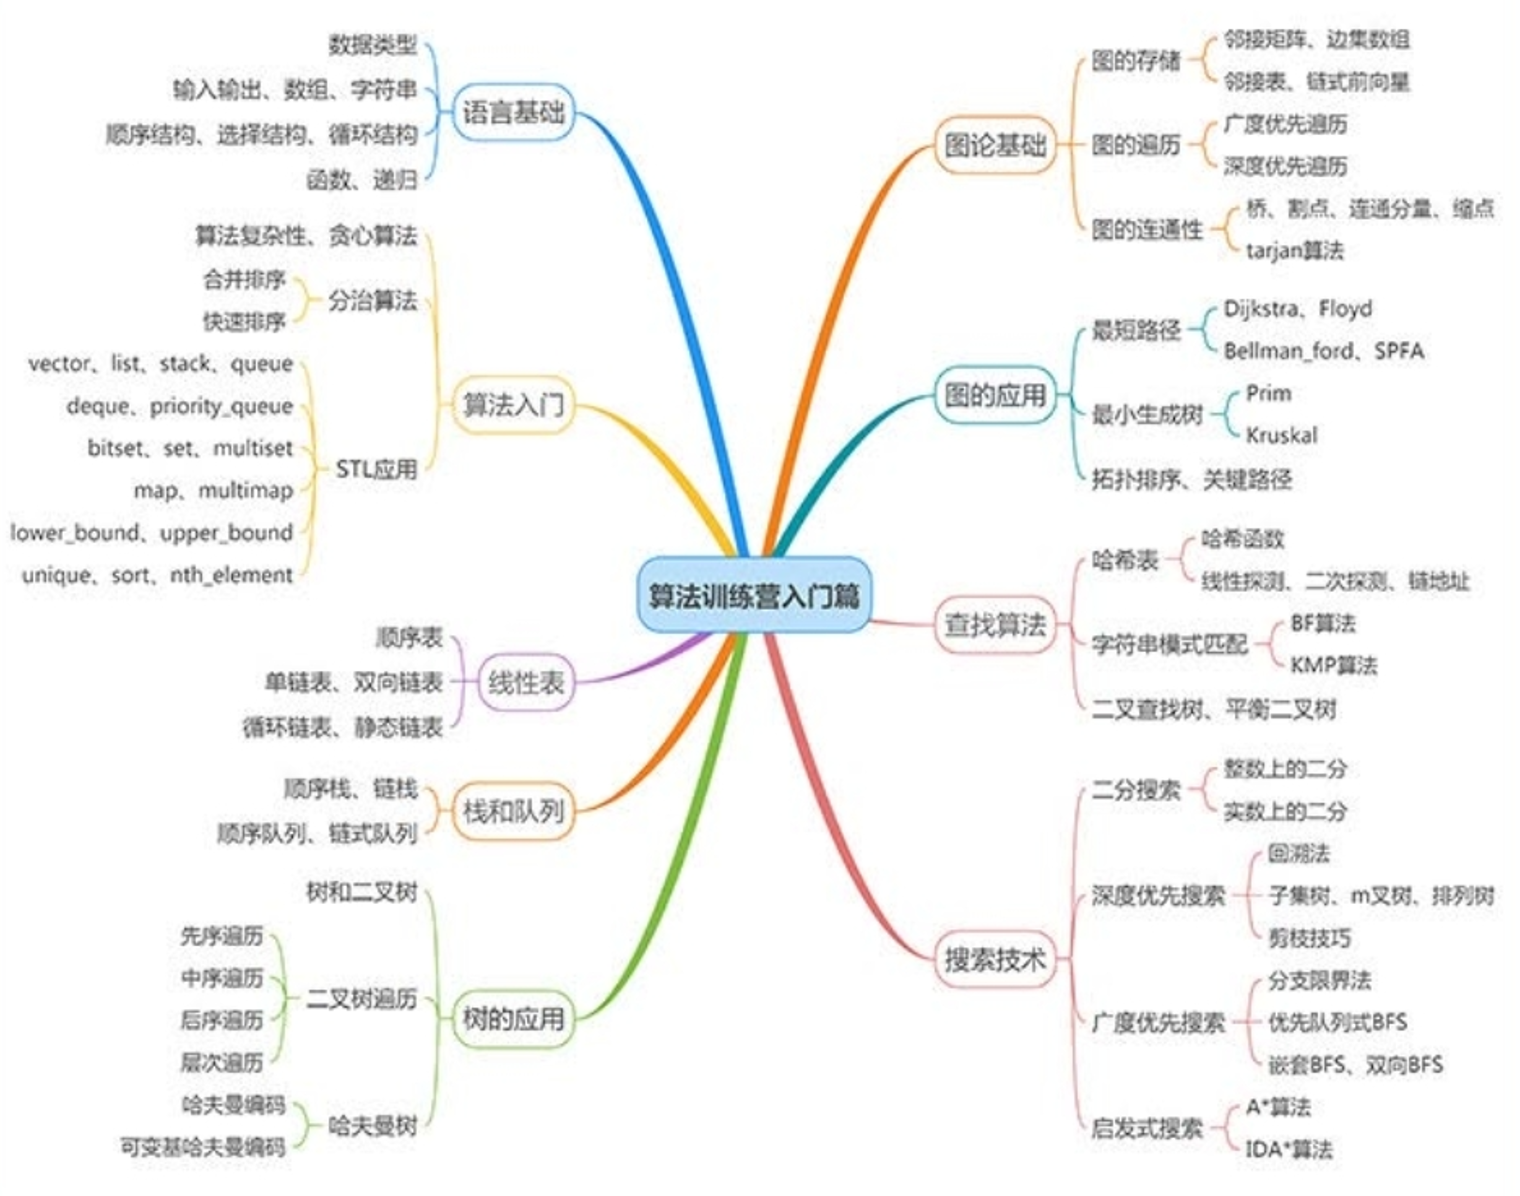 算法训练营入门篇
语言基础
数据类型
输入输出、数组、字符串
顺序结构、选择结构、循环结构
函数、递归
算法入门
算法复杂性、贪心算法
分治算法
合并排序
快速排序
STL应用
vector、list、stack、queue
deque、priority_queue
bitset、set、multiset
map、multimap
lower_bound、upper_bound
unique、sort、nth_element
线性表
顺序表
单链表、双向链表
循环链表、静态链表
栈和队列
顺序栈、链栈
顺序队列、链式队列
树的应用
树和二叉树
二叉树遍历
先序遍历
中序遍历
后序遍历
层次遍历
哈夫曼树
哈夫曼编码
可变基哈夫曼编码
图论基础
图的存储
邻接矩阵、边集数组
邻接表、链式前向量
图的遍历
广度优先遍历
深度优先遍历
图的连通性
桥、割点、连通分量、缩点
tarjan算法
图的应用
最短路径
Dijkstra、Floyd
Bellman_ford、SPFA
最小生成树
Prim
Kruskal
拓扑排序、关键路径
查找算法
哈希表
哈希函数
线性探测、二次探测、链地址
字符串模式匹配
BF算法
KMP算法
二叉查找树、平衡二叉树
搜索技术
二分搜索
整数上的二分
实数上的二分
深度优先搜索
回溯法
子集树、m叉树、排列树
剪枝技巧
广度优先搜索
分支限界法
优先队列式BFS
嵌套BFS、双向BFS
启发式搜索
A*算法
IDA*算法